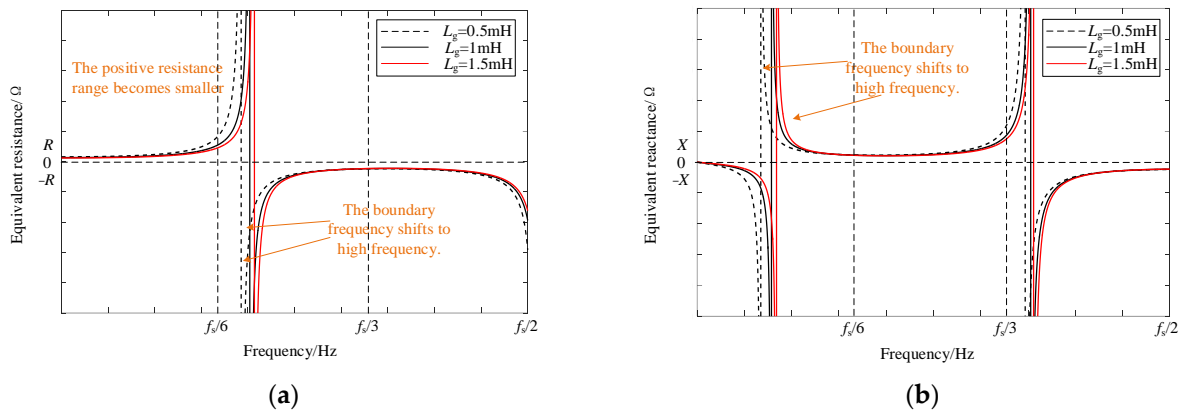 Equivalent resistance/ Ω
R
0
–R
The positive resistance
range becomes smaller
Lg=0.5mH
Lg=1mH
Lg=1.5mH
The boundary
frequency shifts to
high frequency.
fs/6
fs/3
fs/2
Frequency/Hz
(a)
Equivalent reactance/ Ω
X
0
–X
The boundary
frequency shifts to
high frequency.
Lg=0.5mH
Lg=1mH
Lg=1.5mH
fs/6
fs/3
fs/2
Frequency/Hz
(b)